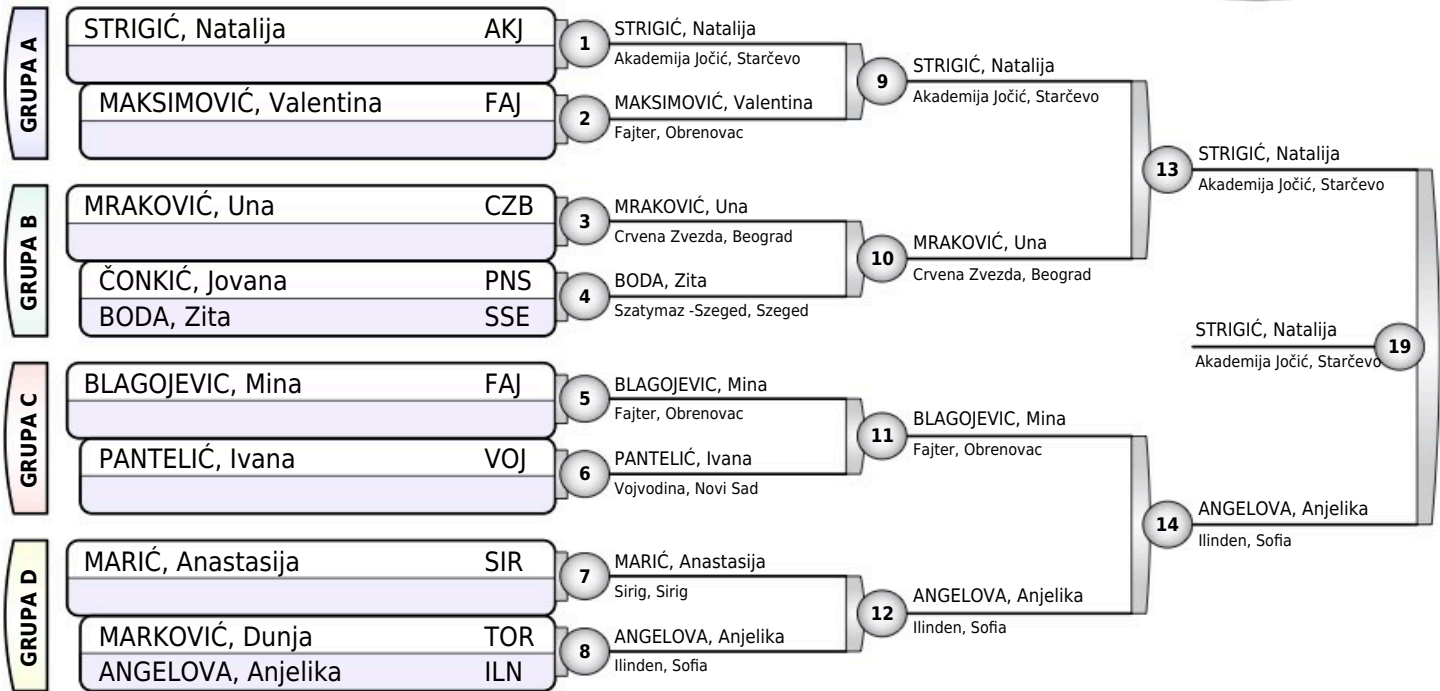 GRUPA A
STRIGIĆ, Natalija AKJ
MAKSIMOVIĆ, Valentina FAJ
GRUPA B
MRAKOVIĆ, Una CZB
ČONKIĆ, Jovana PNS
BODA, Zita SSE
GRUPA C
BLAGOJEVIC, Mina FAJ
PANTELIĆ, Ivana VOJ
GRUPA D
MARIĆ, Anastasija SIR
MARKOVIĆ, Dunja TOR
ANGELOVA, Anjelika ILN
1
STRIGIĆ, Natalija
Akademija Jočić, Starčevo
2
MAKSIMOVIĆ, Valentina
Fajter, Obrenovac
3
MRAKOVIĆ, Una
Crvena Zvezda, Beograd
4
BODA, Zita
Szatymaz -Szeged, Szeged
5
BLAGOJEVIC, Mina
Fajter, Obrenovac
6
PANTELIĆ, Ivana
Vojvodina, Novi Sad
7
MARIĆ, Anastasija
Sirig, Sirig
8
ANGELOVA, Anjelika
Ilinden, Sofia
9
STRIGIĆ, Natalija
Akademija Jočić, Starčevo
10
MRAKOVIĆ, Una
Crvena Zvezda, Beograd
11
BLAGOJEVIC, Mina
Fajter, Obrenovac
12
ANGELOVA, Anjelika
Ilinden, Sofia
13
STRIGIĆ, Natalija
Akademija Jočić, Starčevo
14
ANGELOVA, Anjelika
Ilinden, Sofia
STRIGIĆ, Natalija
Akademija Jočić, Starčevo
19